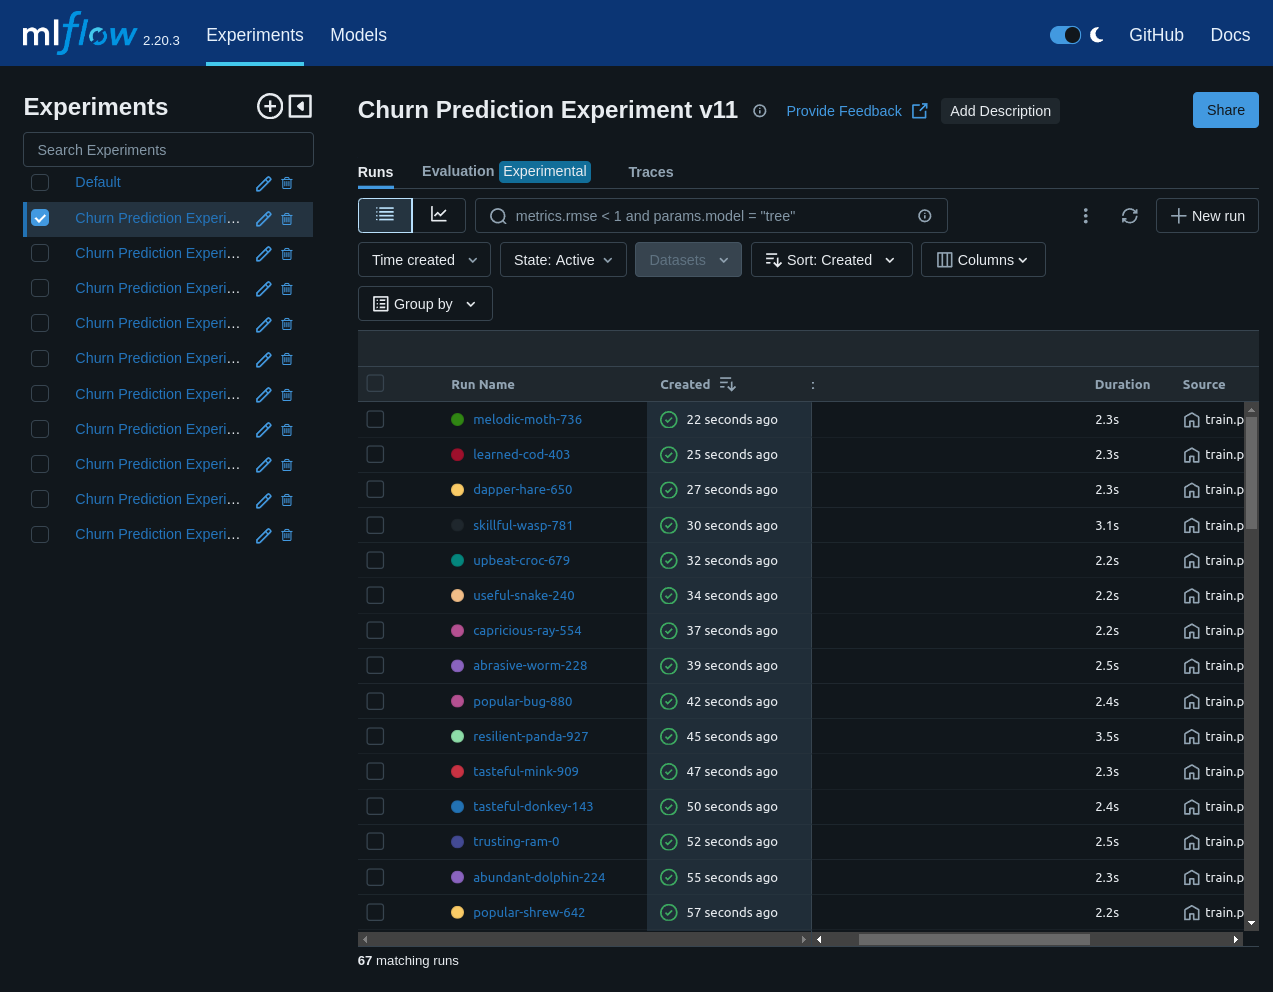 mlflow 2.20.3 Experiments Models GitHub Docs
Experiments
Search Experiments
Default
Churn Prediction Experi...
Churn Prediction Experi...
Churn Prediction Experi...
Churn Prediction Experi...
Churn Prediction Experi...
Churn Prediction Experi...
Churn Prediction Experi...
Churn Prediction Experi...
Churn Prediction Experi...
Churn Prediction Experi...
Churn Prediction Experiment v11 Provide Feedback Add Description Share
Runs Evaluation Experimental Traces
metrics.rmse < 1 and params.model = "tree" New run
Time created State: Active Datasets Sort: Created Columns
Group by
Run Name Created : Duration Source
melodic-moth-736 22 seconds ago 2.3s train.p
learned-cod-403 25 seconds ago 2.3s train.p
dapper-hare-650 27 seconds ago 2.3s train.p
skillful-wasp-781 30 seconds ago 3.1s train.p
upbeat-croc-679 32 seconds ago 2.2s train.p
useful-snake-240 34 seconds ago 2.2s train.p
capricious-ray-554 37 seconds ago 2.2s train.p
abrasive-worm-228 39 seconds ago 2.5s train.p
popular-bug-880 42 seconds ago 2.4s train.p
resilient-panda-927 45 seconds ago 3.5s train.p
tasteful-mink-909 47 seconds ago 2.3s train.p
tasteful-donkey-143 50 seconds ago 2.4s train.p
trusting-ram-0 52 seconds ago 2.5s train.p
abundant-dolphin-224 55 seconds ago 2.3s train.p
popular-shrew-642 57 seconds ago 2.2s train.p
67 matching runs